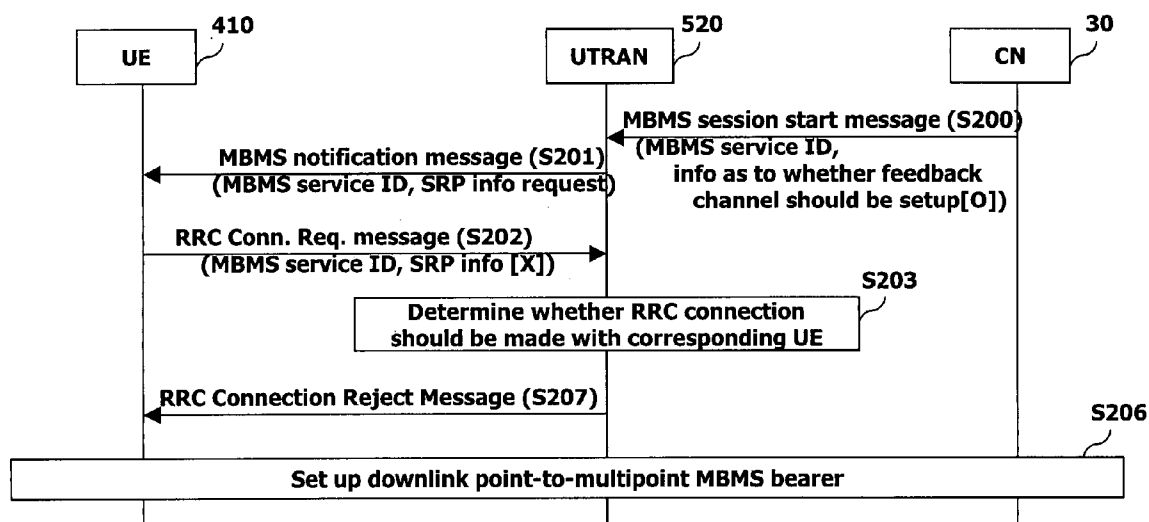 410
520
30
UE
UTRAN
CN
MBMS session start message (S200)
(MBMS service ID,
info as to whether feedback
channel should be setup[O])
MBMS notification message (S201)
(MBMS service ID, SRP info request)
RRC Conn. Req. message (S202)
(MBMS service ID, SRP info [X])
S203
Determine whether RRC connection
should be made with corresponding UE
RRC Connection Reject Message (S207)
S206
Set up downlink point-to-multipoint MBMS bearer